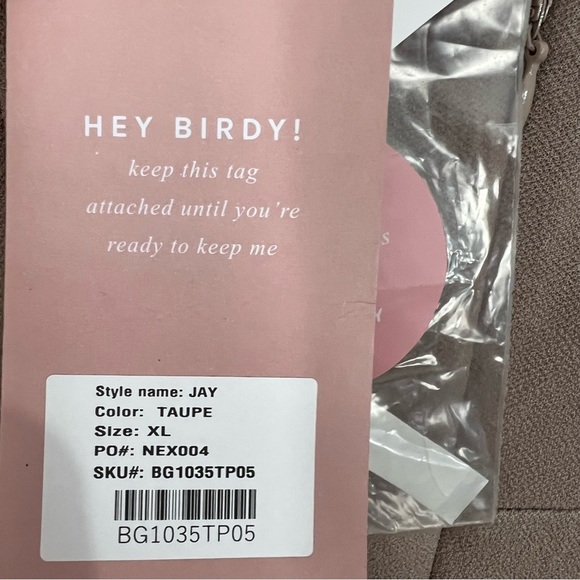 HEY BIRDY!
keep this tag
attached until you're
ready to keep me
Style name: JAY
Color: TAUPE
Size: XL
PO#: NEX004
SKU#: BG1035TP05
BG1035TP05